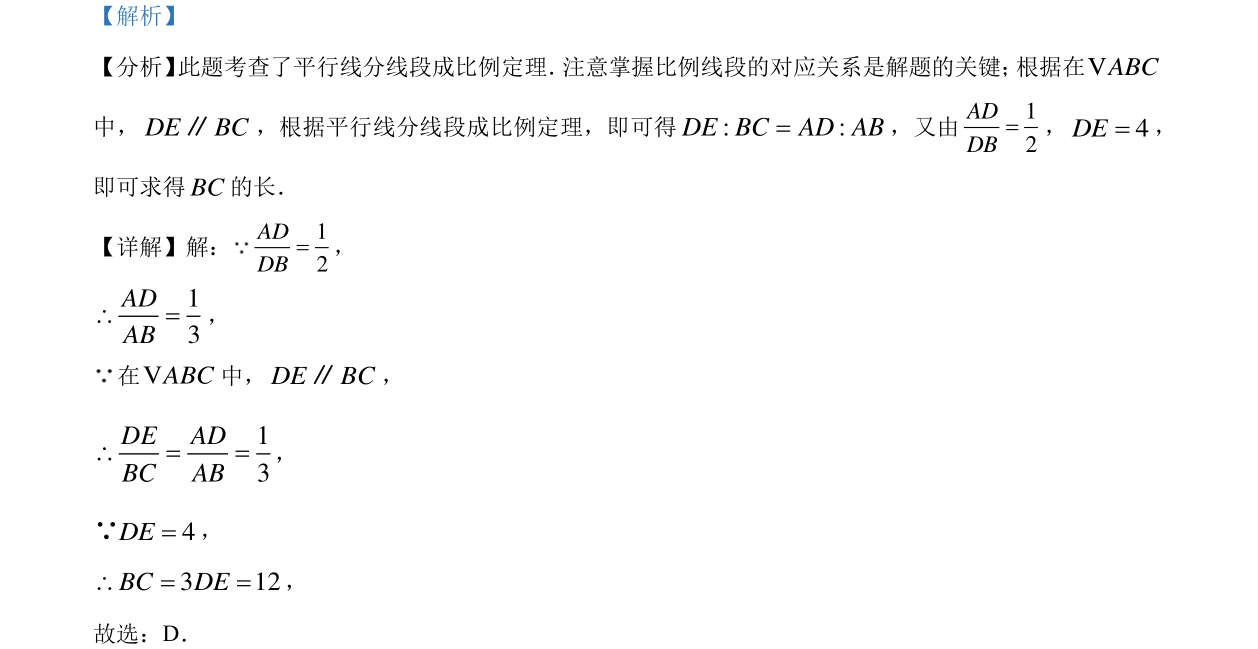 【解析】
【分析】此题考查了平行线分线段成比例定理．注意掌握比例线段的对应关系是解题的关键；根据在VABC
中，DE∥BC，根据平行线分线段成比例定理，即可得DE:BC=AD:AB，又由AD/DB=1/2，DE=4，
即可求得BC的长．
【详解】解：∵AD/DB=1/2，
∴AD/AB=1/3，
∵在VABC中，DE∥BC，
∴DE/BC=AD/AB=1/3，
∵DE=4，
∴BC=3DE=12，
故选：D．